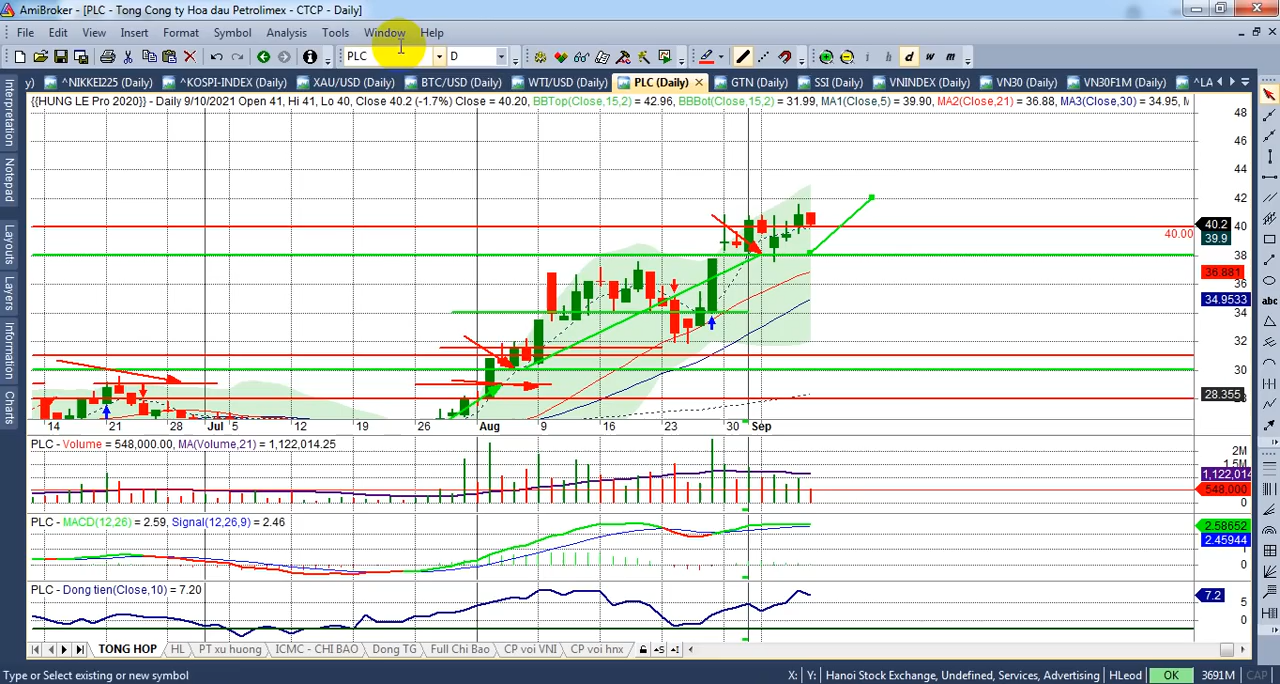 AmiBroker - [PLC - Tong Cong ty Hoa dau Petrolimex - CTCP - Daily]
File Edit View Insert Format Symbol Analysis Tools Window Help
PLC D i h d w m
y) ^NIKKEI225 (Daily) ^KOSPI-INDEX (Daily) XAU/USD (Daily) BTC/USD (Daily) WTI/USD (Daily) PLC (Daily) GTN (Daily) SSI (Daily) VNINDEX (Daily) VN30 (Daily) VN30F1M (Daily) ^LA
Interpretation
Notepad
Layouts
Layers
Information
Charts
{{HUNG LE Pro 2020}} - Daily 9/10/2021 Open 41, Hi 41, Lo 40, Close 40.2 (-1.7%) Close = 40.20, BBTop(Close,15,2) = 42.96, BBBot(Close,15,2) = 31.99, MA1(Close,5) = 39.90, MA2(Close,21) = 36.88, MA3(Close,30) = 34.95, M
48
46
44
42
40.2
40.00
39.9
40
38
36.881
36
34.9533
34
32
30
28.355
abc
14 21 28 Jul 5 12 19 26 Aug 9 16 23 30 Sep
PLC - Volume = 548,000.00, MA(Volume,21) = 1,122,014.25
2M
1.5M
1,122,014
548,000
0
PLC - MACD(12,26) = 2.59, Signal(12,26,9) = 2.46
2.58652
2.45944
1
0
PLC - Dong tien(Close,10) = 7.20
7.2
5
0
TONG HOP HL PT xu huong ICMC - CHI BAO Dong TG Full Chi Bao CP voi VNI CP voi hnx
Type or Select existing or new symbol X: Y: Hanoi Stock Exchange, Undefined, Services, Advertising HLeod OK 3691M CAP